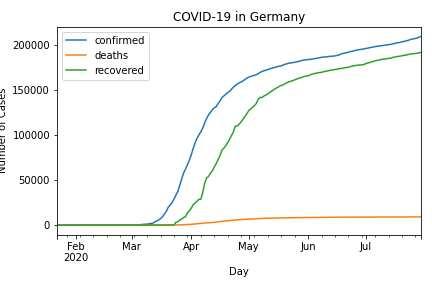 COVID-19 in Germany
confirmed
deaths
recovered
200000
150000
100000
50000
0
Number of Cases
Feb Mar Apr May Jun Jul
2020
Day